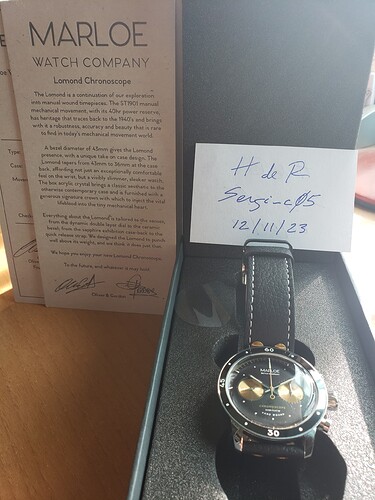 MARLOE
WATCH COMPANY
Lomond Chronoscope
The Lomond is a continuation of our exploration
into manual wound timepieces. The ST1901 manual
mechanical movement, with its 40hr power reserve,
has heritage that traces back to the 1940's and brings
with it a robustness, accuracy and beauty that is rare
to find in today's mechanical movement world.
A bezel diameter of 43mm gives the Lomond
presence, with a unique take on case design. The
Lomond tapers from 43mm to 36mm at the case
back, affording not just an exceptionally comfortable
feel on the wrist, but a visibly slimmer, sleeker watch.
The box acrylic crystal brings a classic aesthetic to the
otherwise contemporary case and is furnished with a
generous signature crown with which to inject the vital
lifeblood into the tiny mechanical heart.
Everything about the Lomond is tailored to the senses;
from the dynamic double layer dial to the ceramic
bezel, from the sapphire exhibition case-back to the
quick release strap. We designed the Lomond to punch
well above its weight, and we think it does just that.
We hope you enjoy your new Lomond Chronoscope.
To the future, and whatever it may hold
Oliver & Gordon
H de R
Sergi-c05
12/11/23
60
MARLOE
30